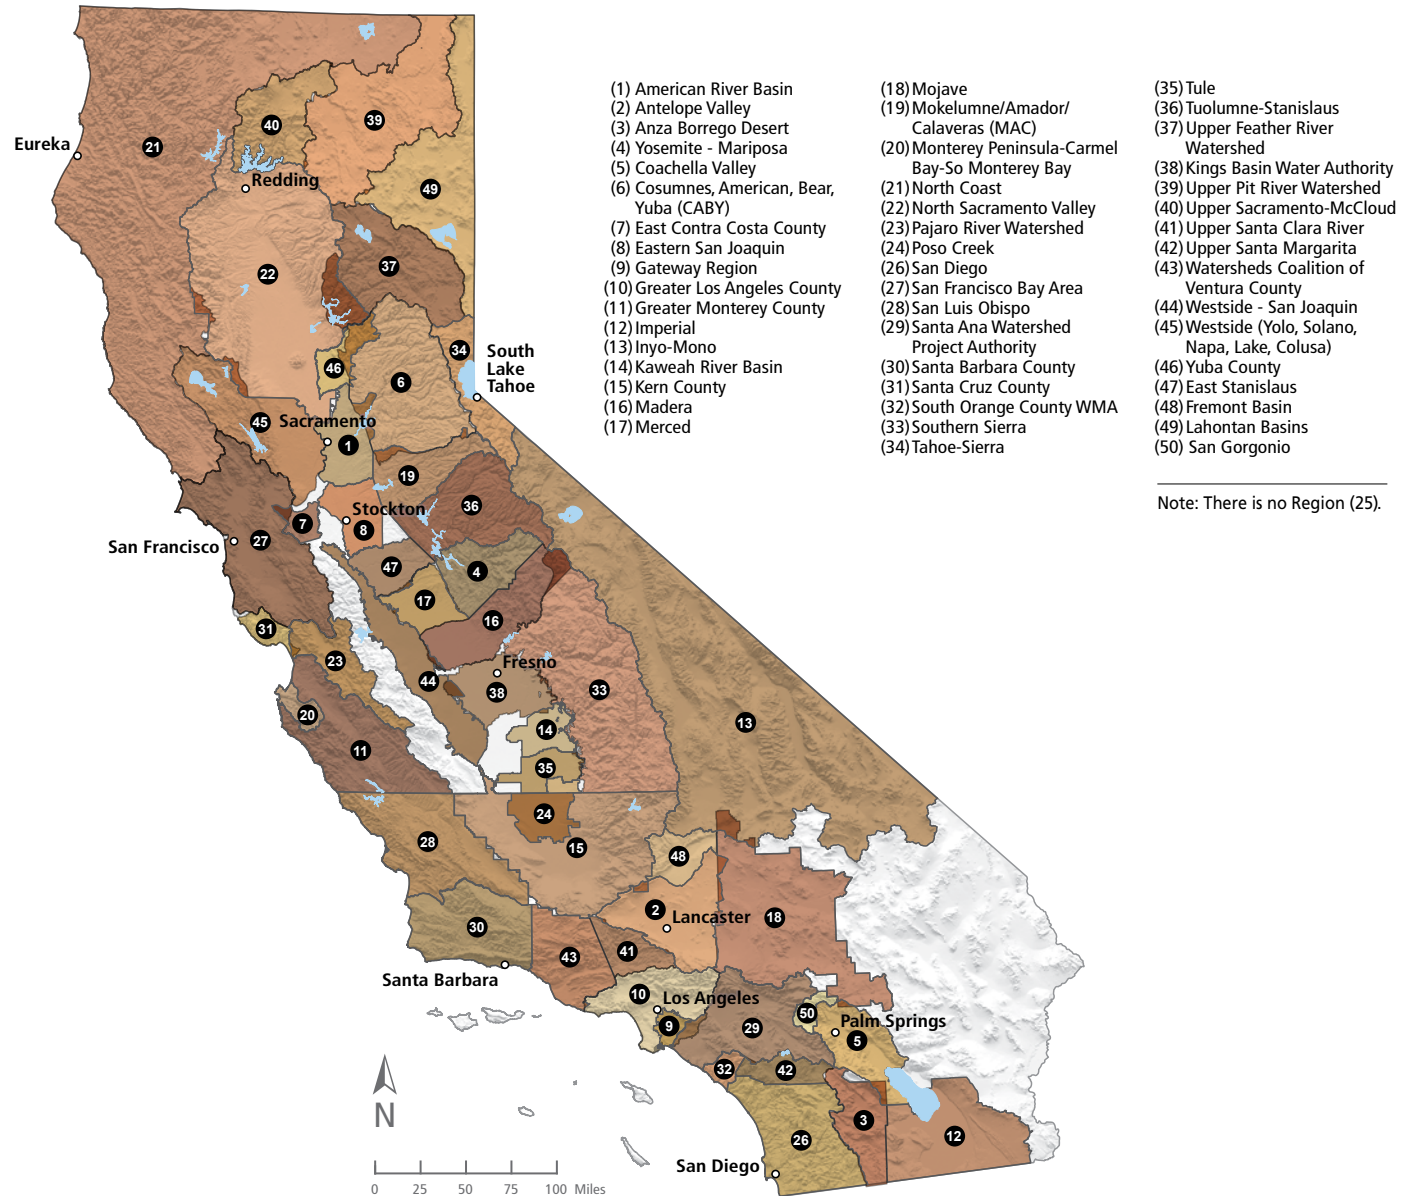 (1) American River Basin
(2) Antelope Valley
(3) Anza Borrego Desert
(4) Yosemite - Mariposa
(5) Coachella Valley
(6) Cosumnes, American, Bear,
Yuba (CABY)
(7) East Contra Costa County
(8) Eastern San Joaquin
(9) Gateway Region
(10) Greater Los Angeles County
(11) Greater Monterey County
(12) Imperial
(13) Inyo-Mono
(14) Kaweah River Basin
(15) Kern County
(16) Madera
(17) Merced
(18) Mojave
(19) Mokelumne/Amador/
Calaveras (MAC)
(20) Monterey Peninsula-Carmel
Bay-So Monterey Bay
(21) North Coast
(22) North Sacramento Valley
(23) Pajaro River Watershed
(24) Poso Creek
(26) San Diego
(27) San Francisco Bay Area
(28) San Luis Obispo
(29) Santa Ana Watershed
Project Authority
(30) Santa Barbara County
(31) Santa Cruz County
(32) South Orange County WMA
(33) Southern Sierra
(34) Tahoe-Sierra
(35) Tule
(36) Tuolumne-Stanislaus
(37) Upper Feather River
Watershed
(38) Kings Basin Water Authority
(39) Upper Pit River Watershed
(40) Upper Sacramento-McCloud
(41) Upper Santa Clara River
(42) Upper Santa Margarita
(43) Watersheds Coalition of
Ventura County
(44) Westside - San Joaquin
(45) Westside (Yolo, Solano,
Napa, Lake, Colusa)
(46) Yuba County
(47) East Stanislaus
(48) Fremont Basin
(49) Lahontan Basins
(50) San Gorgonio
Note: There is no Region (25).
39
40
21
Eureka
Redding
49
37
22
34
South
Lake
Tahoe
46
6
45
Sacramento
1
19
36
7
Stockton
8
San Francisco
27
47
4
17
16
31
23
Fresno
44
38
33
20
14
13
11
35
24
28
15
48
2
Lancaster
18
30
43
41
Santa Barbara
10
Los Angeles
9
29
50
Palm Springs
5
32
42
3
12
26
San Diego
N
0 25 50 75 100 Miles